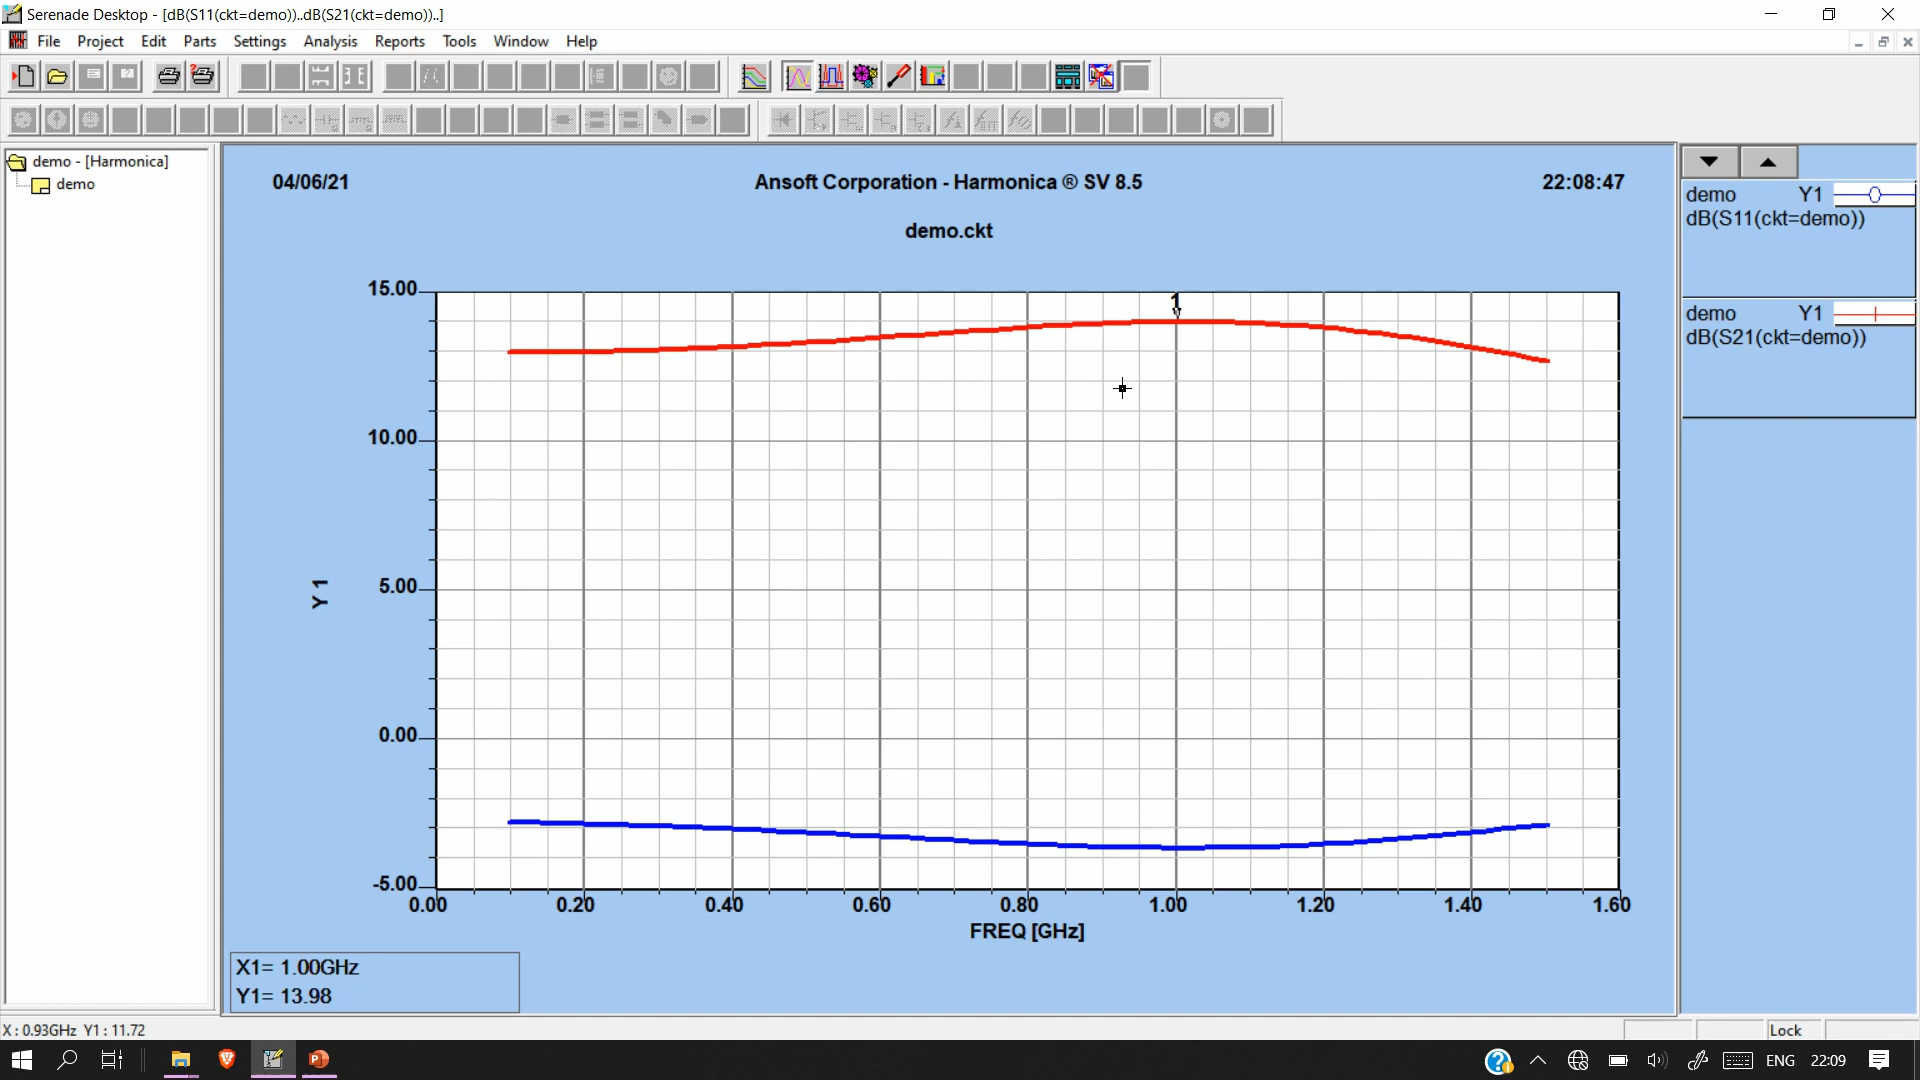 Serenade Desktop - [dB(S11(ckt=demo))..dB(S21(ckt=demo))..]
File Project Edit Parts Settings Analysis Reports Tools Window Help
demo - [Harmonica]
demo
04/06/21 Ansoft Corporation - Harmonica ® SV 8.5 22:08:47
demo.ckt
demo Y1
dB(S11(ckt=demo))
demo Y1
dB(S21(ckt=demo))
15.00
1
10.00
5.00
Y 1
0.00
-5.00
0.00 0.20 0.40 0.60 0.80 1.00 1.20 1.40 1.60
FREQ [GHz]
X1= 1.00GHz
Y1= 13.98
X : 0.93GHz Y1 : 11.72
Lock
ENG 22:09